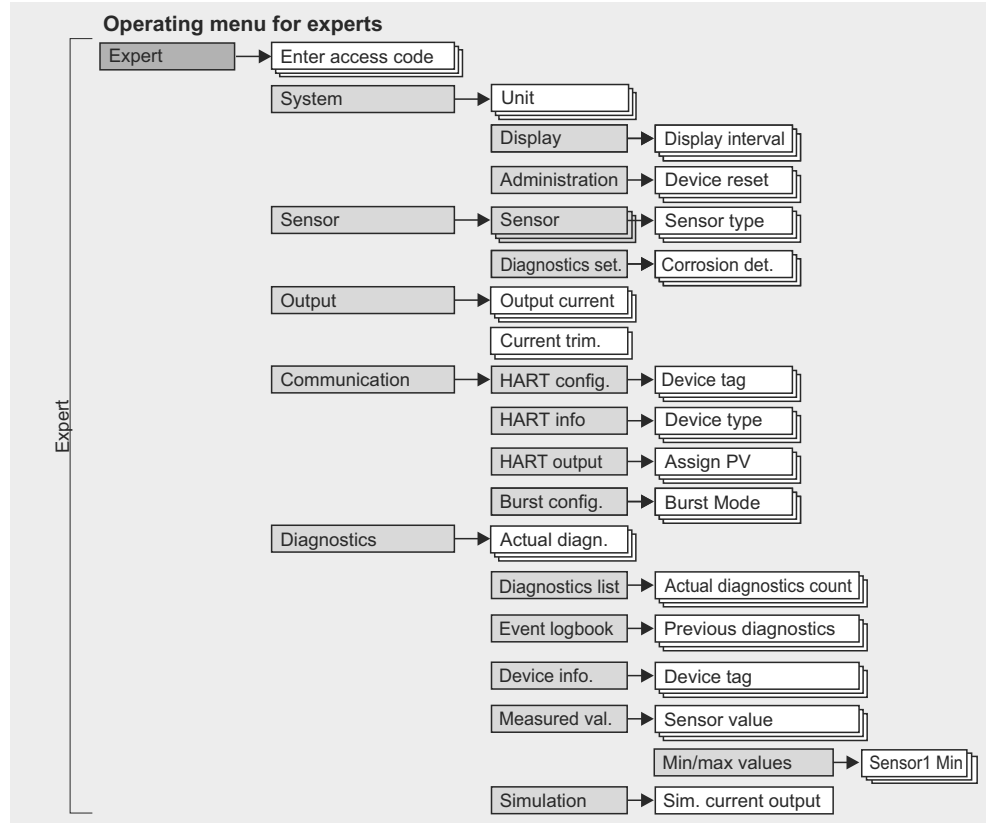 Operating menu for experts
Expert
Enter access code
System
Unit
Display
Display interval
Administration
Device reset
Sensor
Sensor
Sensor type
Diagnostics set.
Corrosion det.
Output
Output current
Current trim.
Communication
HART config.
Device tag
HART info
Device type
HART output
Assign PV
Burst config.
Burst Mode
Diagnostics
Actual diagn.
Diagnostics list
Actual diagnostics count
Event logbook
Previous diagnostics
Device info.
Device tag
Measured val.
Sensor value
Min/max values
Sensor1 Min
Simulation
Sim. current output
Expert